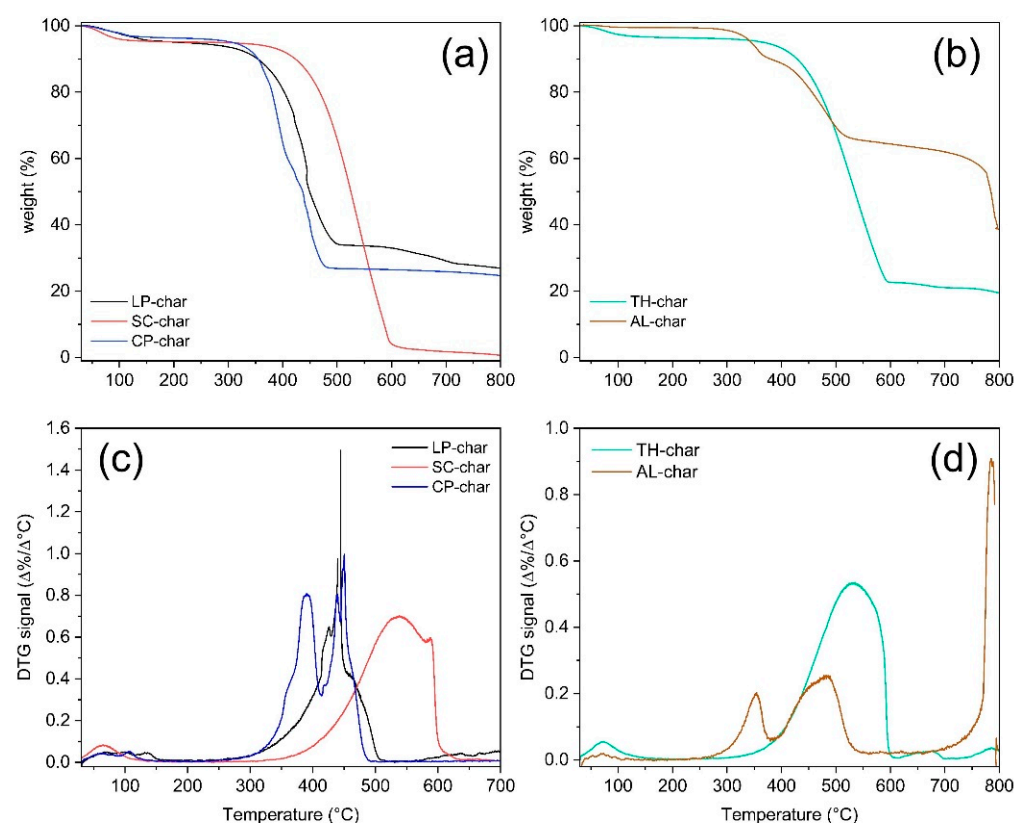 (a)
100
80
60
40
20
0
weight (%)
LP-char
SC-char
CP-char
100 200 300 400 500 600 700 800
(b)
100
80
60
40
20
0
weight (%)
TH-char
AL-char
100 200 300 400 500 600 700 800
(c)
1.6
1.4
1.2
1.0
0.8
0.6
0.4
0.2
0.0
DTG signal (Δ%/Δ°C)
LP-char
SC-char
CP-char
100 200 300 400 500 600 700
Temperature (°C)
(d)
1.0
0.8
0.6
0.4
0.2
0.0
DTG signal (Δ%/Δ°C)
TH-char
AL-char
100 200 300 400 500 600 700 800
Temperature (°C)